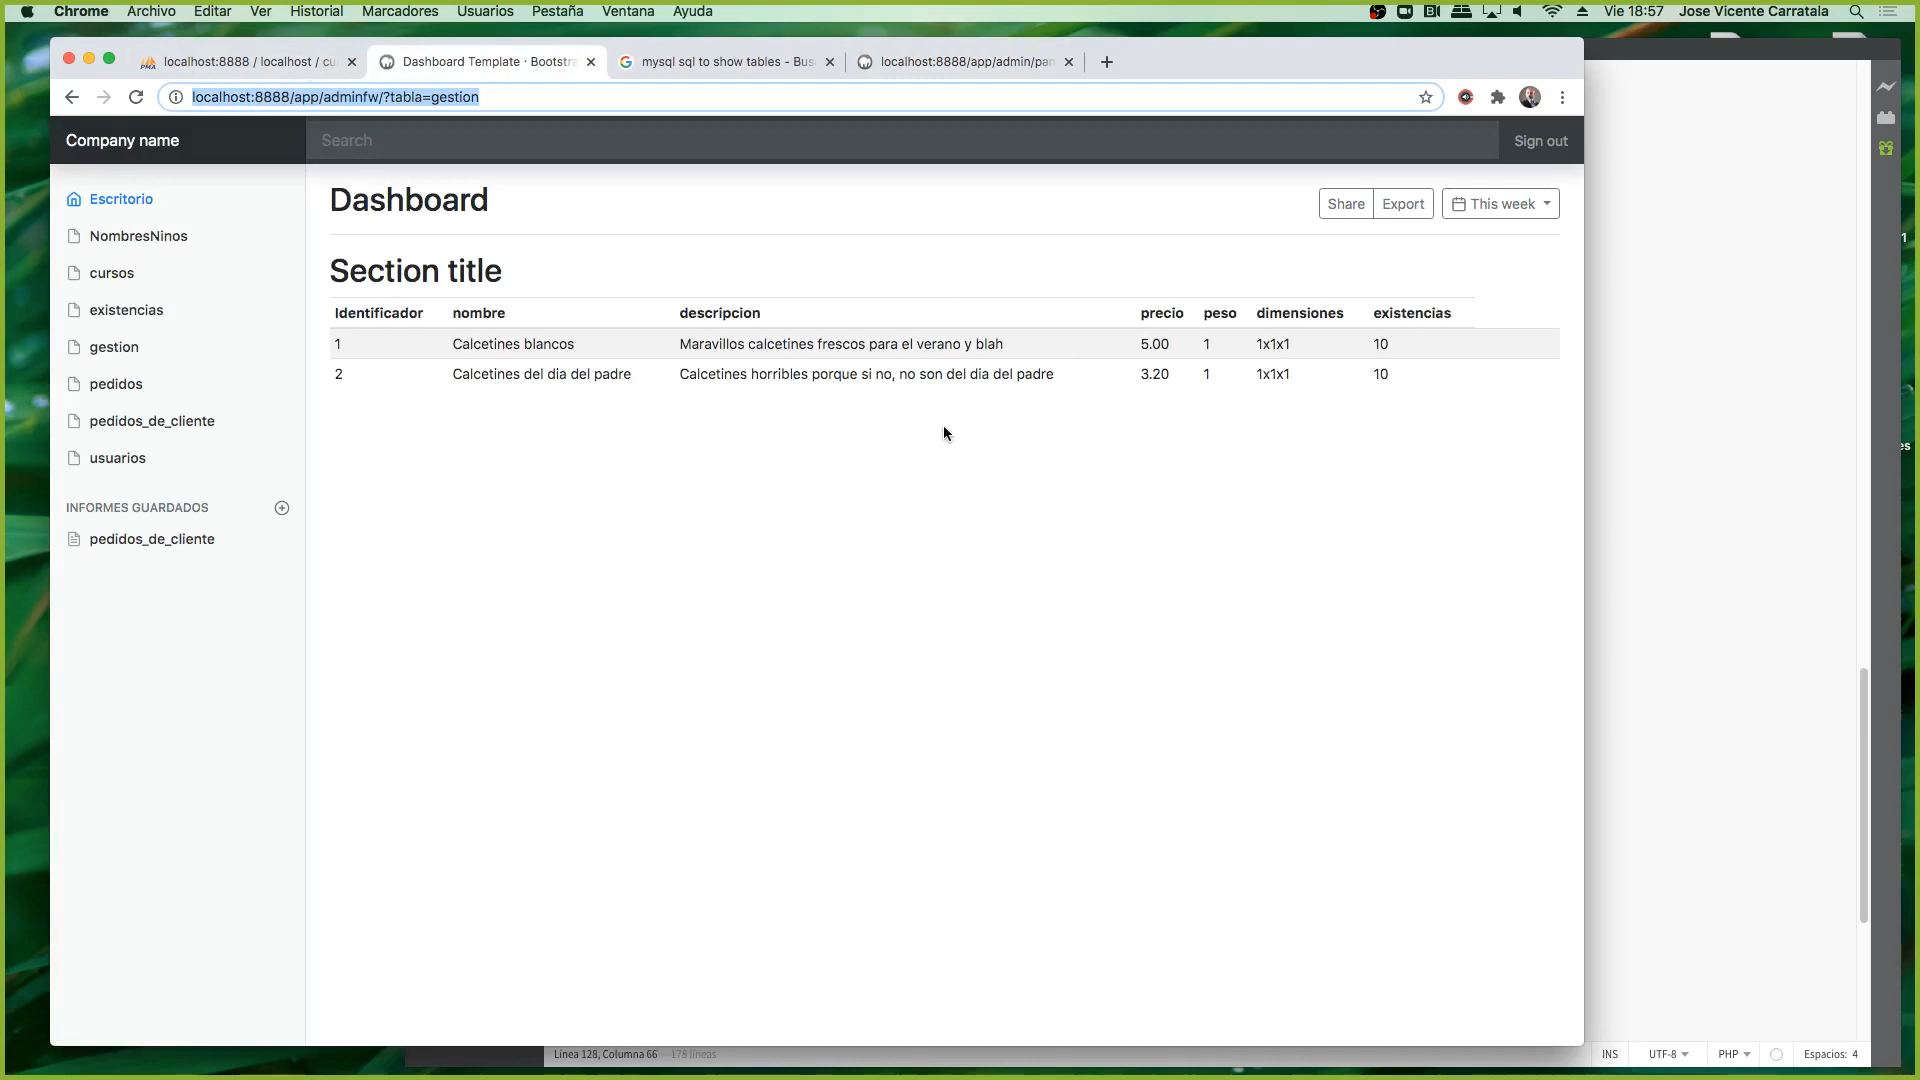 Chrome Archivo Editar Ver Historial Marcadores Usuarios Pestaña Ventana Ayuda Vie 18:57 Jose Vicente Carratala
localhost:8888 / localhost / cu
Dashboard Template · Bootstra
mysql sql to show tables - Bus
localhost:8888/app/admin/pan
localhost:8888/app/adminfw/?tabla=gestion
Company name
Search
Sign out
Escritorio
NombresNinos
cursos
existencias
gestion
pedidos
pedidos_de_cliente
usuarios
INFORMES GUARDADOS
pedidos_de_cliente
Dashboard
Share Export This week
Section title
Identificador nombre descripcion precio peso dimensiones existencias
1 Calcetines blancos Maravillos calcetines frescos para el verano y blah 5.00 1 1x1x1 10
2 Calcetines del dia del padre Calcetines horribles porque si no, no son del dia del padre 3.20 1 1x1x1 10
Línea 128, Columna 66 — 178 líneas
INS UTF-8 PHP Espacios: 4